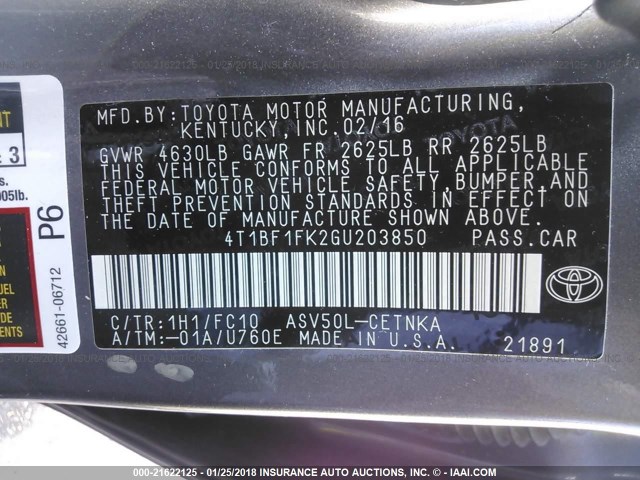 MFD.BY:TOYOTA MOTOR MANUFACTURING,
KENTUCKY, INC. 02/16
GVWR 4630LB GAWR FR 2625LB RR 2625LB
THIS VEHICLE CONFORMS TO ALL APPLICABLE
FEDERAL MOTOR VEHICLE SAFETY, BUMPER, AND
THEFT PREVENTION STANDARDS IN EFFECT ON
THE DATE OF MANUFACTURE SHOWN ABOVE.
4T1BF1FK2GU203850 PASS.CAR
C/TR:1H1/FC10 ASV50L-CETNKA
A/TM:-01A/U760E MADE IN U.S.A. 21891
TOYOTA
3
s.
005lb.
P6
42661-06712
000-21622125 - 01/25/2018 INSURANCE AUTO AUCTIONS, INC. - IAAI.COM